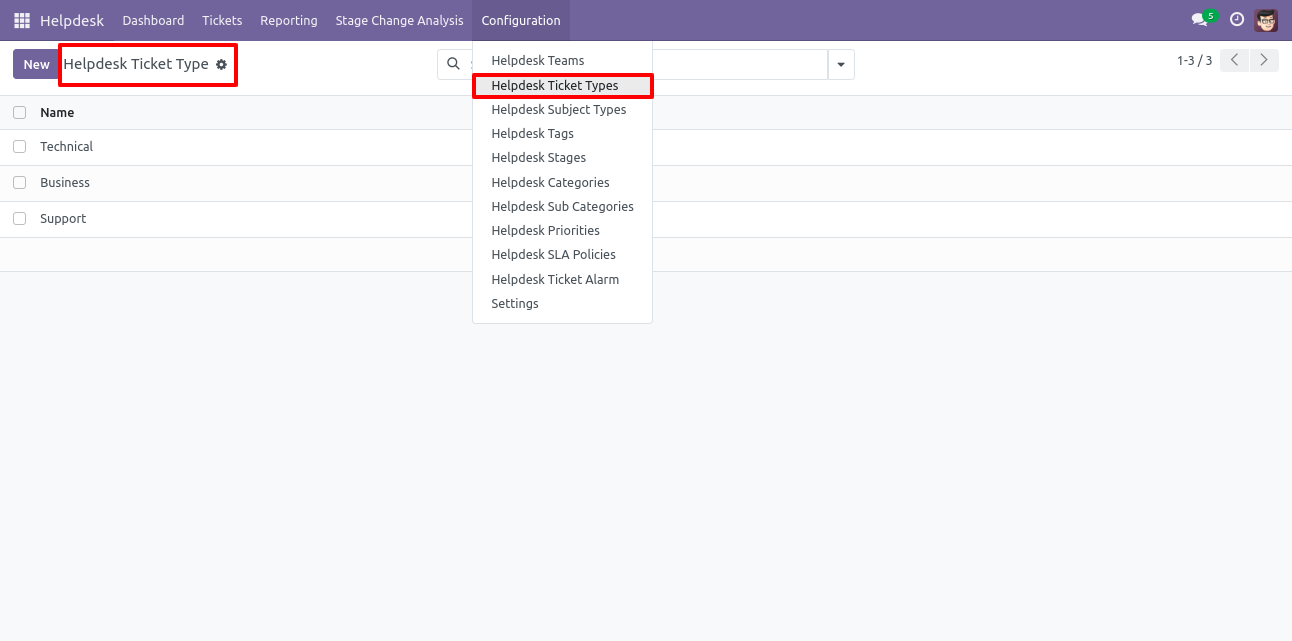 Helpdesk Dashboard Tickets Reporting Stage Change Analysis Configuration 5
New Helpdesk Ticket Type 1-3 / 3
Helpdesk Teams
Helpdesk Ticket Types
Helpdesk Subject Types
Helpdesk Tags
Helpdesk Stages
Helpdesk Categories
Helpdesk Sub Categories
Helpdesk Priorities
Helpdesk SLA Policies
Helpdesk Ticket Alarm
Settings
Name
Technical
Business
Support